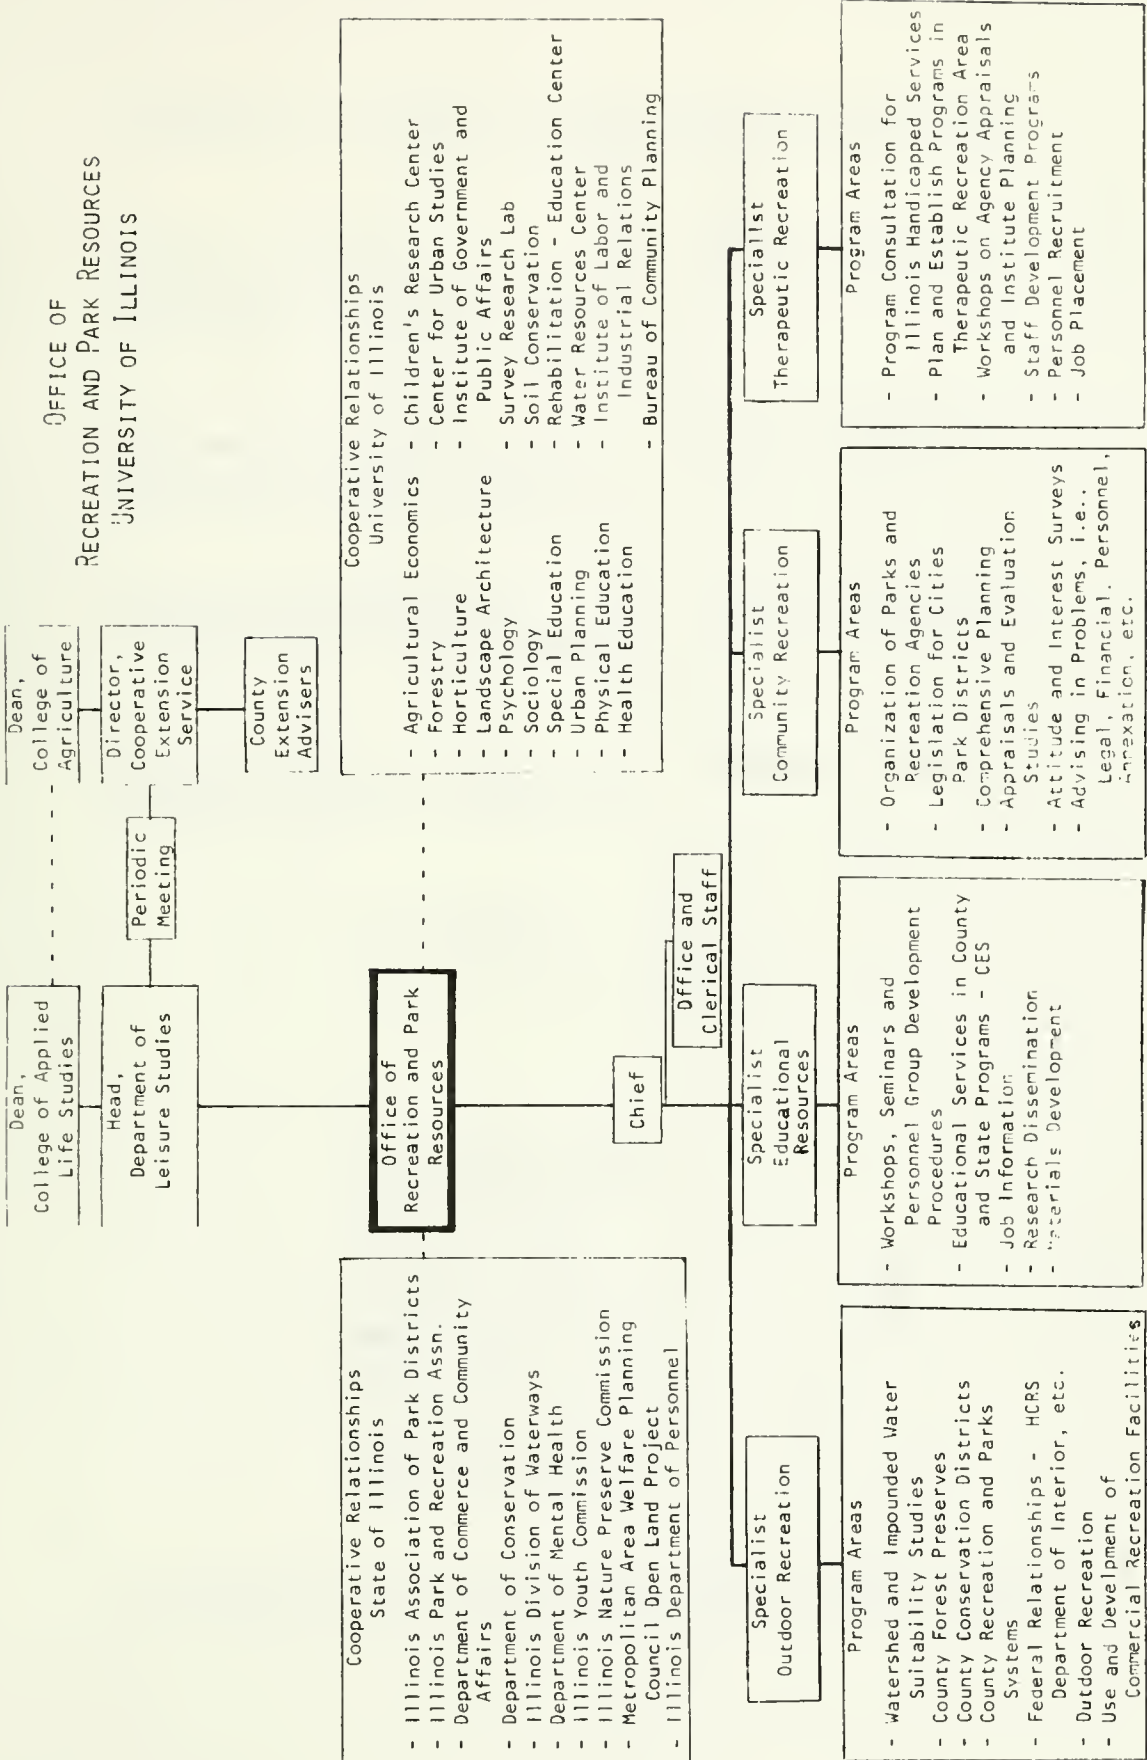 OFFICE OF
RECREATION AND PARK RESOURCES
UNIVERSITY OF ILLINOIS
Dean,
College of Applied
Life Studies
Dean,
College of
Agriculture
Head,
Department of
Leisure Studies
Periodic
Meeting
Director,
Cooperative
Extension
Service
County
Extension
Advisers
Cooperative Relationships
State of Illinois
- Illinois Association of Park Districts
- Illinois Park and Recreation Assn.
- Department of Commerce and Community
Affairs
- Department of Conservation
- Illinois Division of Waterways
- Department of Mental Health
- Illinois Youth Commission
- Illinois Nature Preserve Commission
- Metropolitan Area Welfare Planning
Council Open Land Project
- Illinois Department of Personnel
Office of
Recreation and Park
Resources
Cooperative Relationships
University of Illinois
- Agricultural Economics
- Forestry
- Horticulture
- Landscape Architecture
- Psychology
- Sociology
- Special Education
- Urban Planning
- Physical Education
- Health Education
- Children's Research Center
- Center for Urban Studies
- Institute of Government and
Public Affairs
- Survey Research Lab
- Soil Conservation
- Rehabilitation - Education Center
- Water Resources Center
- Institute of Labor and
Industrial Relations
- Bureau of Community Planning
Chief
Office and
Clerical Staff
Specialist
Outdoor Recreation
Specialist
Educational
Resources
Specialist
Community Recreation
Specialist
Therapeutic Recreation
Program Areas
- Watershed and Impounded Water
Suitability Studies
- County Forest Preserves
- County Conservation Districts
- County Recreation and Parks
Systems
- Federal Relationships - HCRS
Department of Interior, etc.
- Outdoor Recreation
- Use and Develpment of
Commercial Recreation Facilities
Program Areas
- Workshops, Seminars and
Personnel Group Development
Procedures
- Educational Services in County
and State Programs - CES
- Job Information
- Research Dissemination
- Materials Development
Program Areas
- Organization of Parks and
Recreation Agencies
- Legislation for Cities
Park Districts
- Comprehensive Planning
- Appraisals and Evaluation
Studies
- Attitude and Interest Surveys
- Advising in Problems, i.e.,
Legal, Financial, Personnel,
Annexation, etc.
Program Areas
- Program Consultation for
Illinois Handicapped Services
- Plan and Establish Programs in
Therapeutic Recreation Area
- Workshops on Agency Appraisals
and Institute Planning
- Staff Development Programs
- Personnel Recruitment
- Job Placement